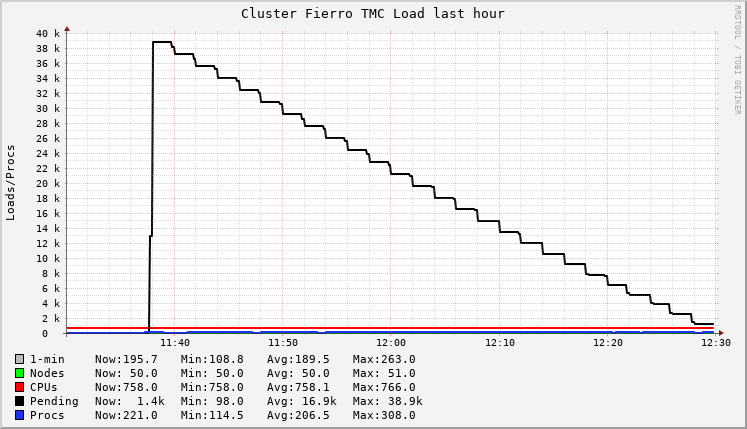 Cluster Fierro TMC Load last hour
RRDTOOL / TOBI OETIKER
Loads/Procs
40 k
38 k
36 k
34 k
32 k
30 k
28 k
26 k
24 k
22 k
20 k
18 k
16 k
14 k
12 k
10 k
8 k
6 k
4 k
2 k
0
11:40 11:50 12:00 12:10 12:20 12:30
1-min Now:195.7 Min:108.8 Avg:189.5 Max:263.0
Nodes Now: 50.0 Min: 50.0 Avg: 50.0 Max: 51.0
CPUs Now:758.0 Min:758.0 Avg:758.1 Max:766.0
Pending Now: 1.4k Min: 98.0 Avg: 16.9k Max: 38.9k
Procs Now:221.0 Min:114.5 Avg:206.5 Max:308.0